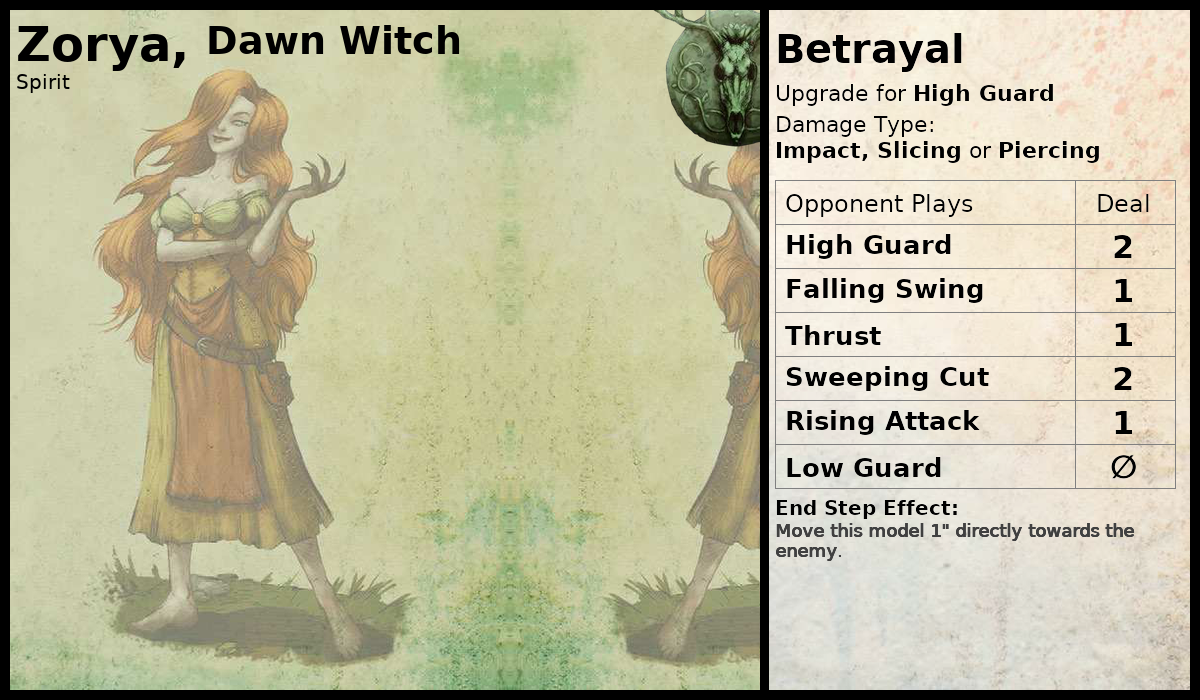 Zorya, Dawn Witch
Spirit
Betrayal
Upgrade for High Guard
Damage Type:
Impact, Slicing or Piercing
Opponent Plays Deal
High Guard 2
Falling Swing 1
Thrust 1
Sweeping Cut 2
Rising Attack 1
Low Guard ∅
End Step Effect:
Move this model 1" directly towards the
enemy.